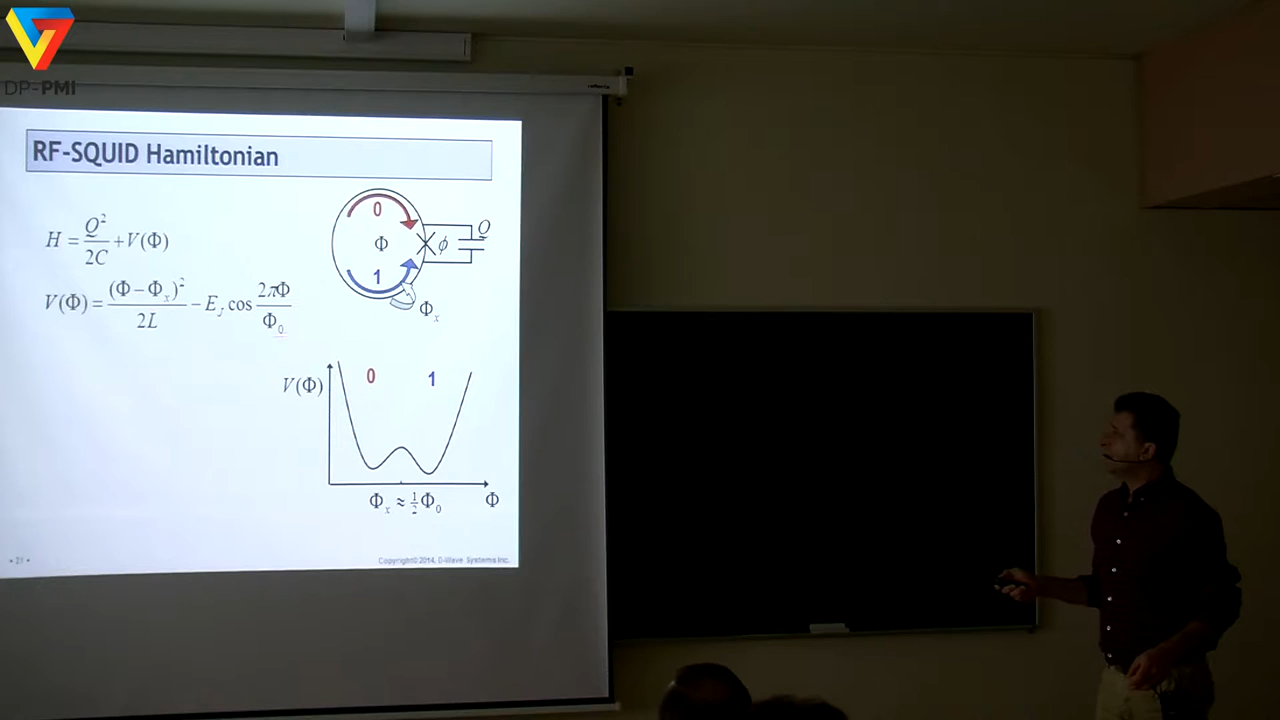 DP-PMI
RF-SQUID Hamiltonian
H = Q²/2C + V(Φ)
V(Φ) = (Φ − Φₓ)²/2L − E_J cos 2πΦ/Φ₀
0
Φ
1
ϕ
Q
Φₓ
V(Φ)
0
1
Φₓ ≈ ½Φ₀
Φ
• 21 •
Copyright©2014, D-Wave Systems Inc.